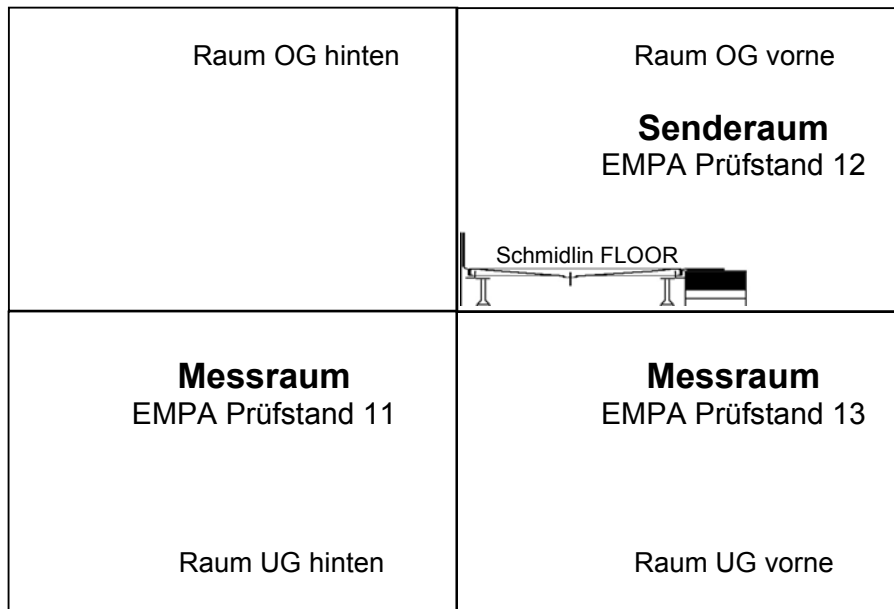 Raum OG hinten
Raum OG vorne
Senderaum
EMPA Prüfstand 12
Schmidlin FLOOR
Messraum
EMPA Prüfstand 11
Raum UG hinten
Messraum
EMPA Prüfstand 13
Raum UG vorne